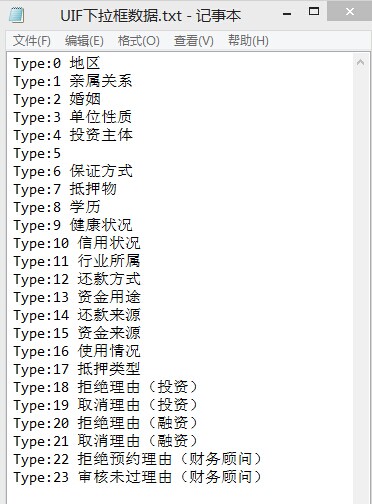 UIF下拉框数据.txt - 记事本
文件(F) 编辑(E) 格式(O) 查看(V) 帮助(H)
Type:0 地区
Type:1 亲属关系
Type:2 婚姻
Type:3 单位性质
Type:4 投资主体
Type:5
Type:6 保证方式
Type:7 抵押物
Type:8 学历
Type:9 健康状况
Type:10 信用状况
Type:11 行业所属
Type:12 还款方式
Type:13 资金用途
Type:14 还款来源
Type:15 资金来源
Type:16 使用情况
Type:17 抵押类型
Type:18 拒绝理由（投资）
Type:19 取消理由（投资）
Type:20 拒绝理由（融资）
Type:21 取消理由（融资）
Type:22 拒绝预约理由（财务顾问）
Type:23 审核未过理由（财务顾问）